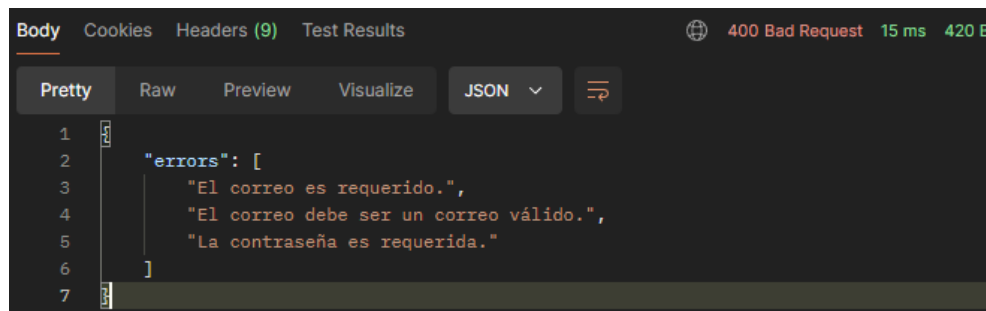 Body Cookies Headers (9) Test Results 400 Bad Request 15 ms 420
Pretty Raw Preview Visualize JSON
1 {
2 "errors": [
3 "El correo es requerido.",
4 "El correo debe ser un correo válido.",
5 "La contraseña es requerida."
6 ]
7 }